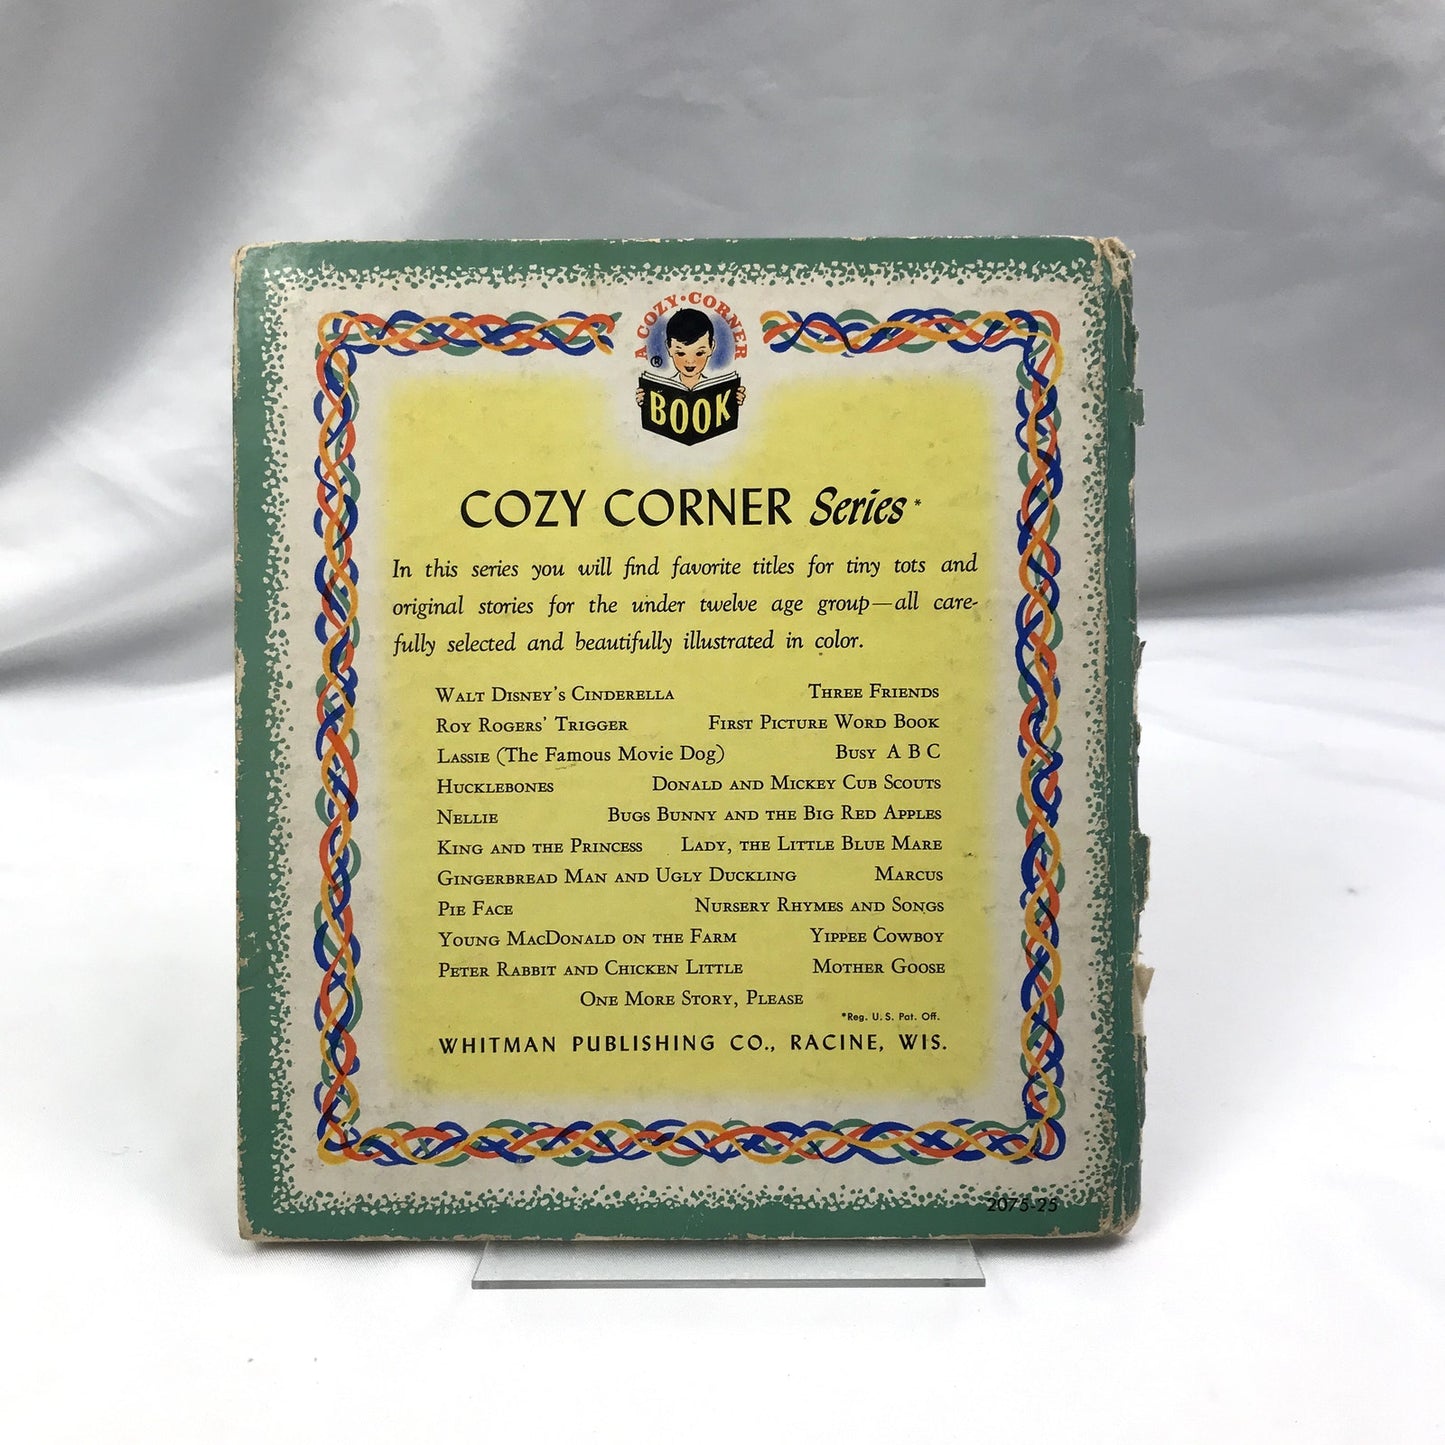 A COZY•CORNER
®
BOOK
COZY CORNER Series*
In this series you will find favorite titles for tiny tots and
original stories for the under twelve age group—all care-
fully selected and beautifully illustrated in color.
WALT DISNEY'S CINDERELLA THREE FRIENDS
ROY ROGERS' TRIGGER FIRST PICTURE WORD BOOK
LASSIE (THE FAMOUS MOVIE DOG) BUSY A B C
HUCKLEBONES DONALD AND MICKEY CUB SCOUTS
NELLIE BUGS BUNNY AND THE BIG RED APPLES
KING AND THE PRINCESS LADY, THE LITTLE BLUE MARE
GINGERBREAD MAN AND UGLY DUCKLING MARCUS
PIE FACE NURSERY RHYMES AND SONGS
YOUNG MACDONALD ON THE FARM YIPPEE COWBOY
PETER RABBIT AND CHICKEN LITTLE MOTHER GOOSE
ONE MORE STORY, PLEASE
*Reg. U. S. Pat. Off.
WHITMAN PUBLISHING CO., RACINE, WIS.
2075-25